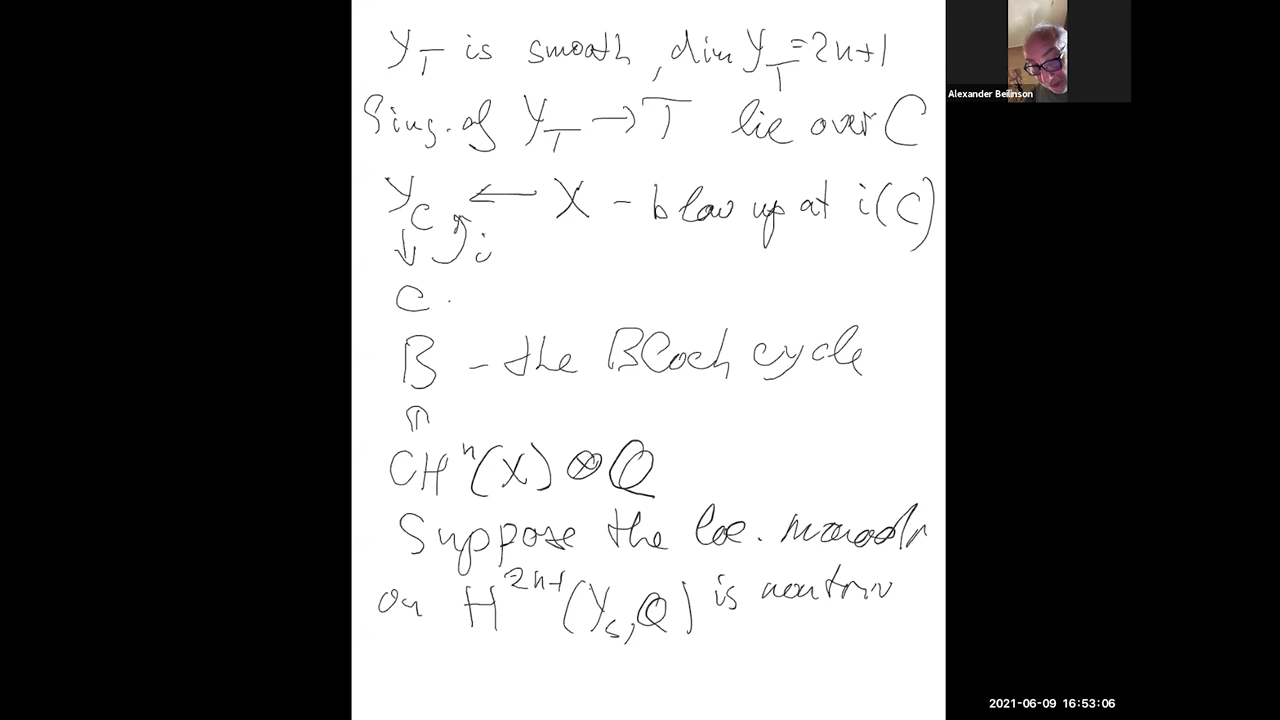 Y_T is smooth, dim Y_T = 2n+1
Sing. of Y_T → T lie over C
Y_C ← X - blow up at i(C)
↓ i
C.
B - the Bloch cycle
∩
CH^n(X) ⊗ Q
Suppose the loc. monodr
on H^{2n+1}(Y_s, Q) is nontriv
Alexander Beilinson
2021-06-09 16:53:06